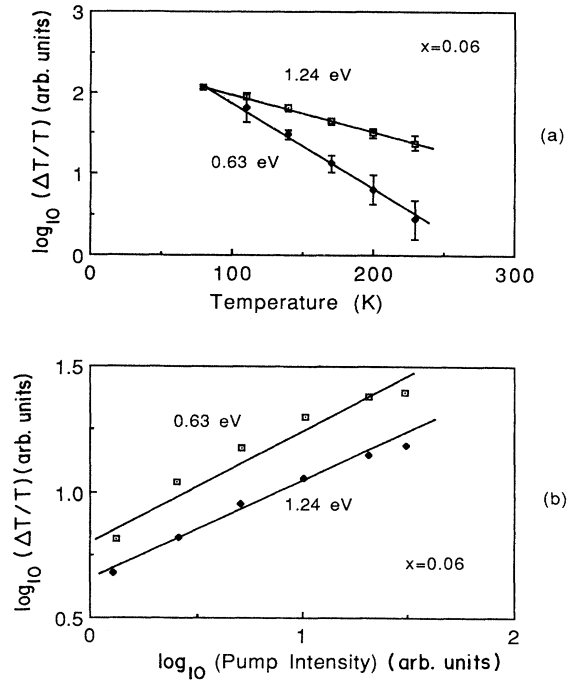 3
x=0.06
1.24 eV
2
(a)
0.63 eV
1
0
0
100
200
300
Temperature (K)
log10 (ΔT/T) (arb. units)
1.5
0.63 eV
1.0
1.24 eV
(b)
x=0.06
0.5
0
1
2
log10 (Pump Intensity) (arb. units)
log10 (ΔT/T) (arb. units)